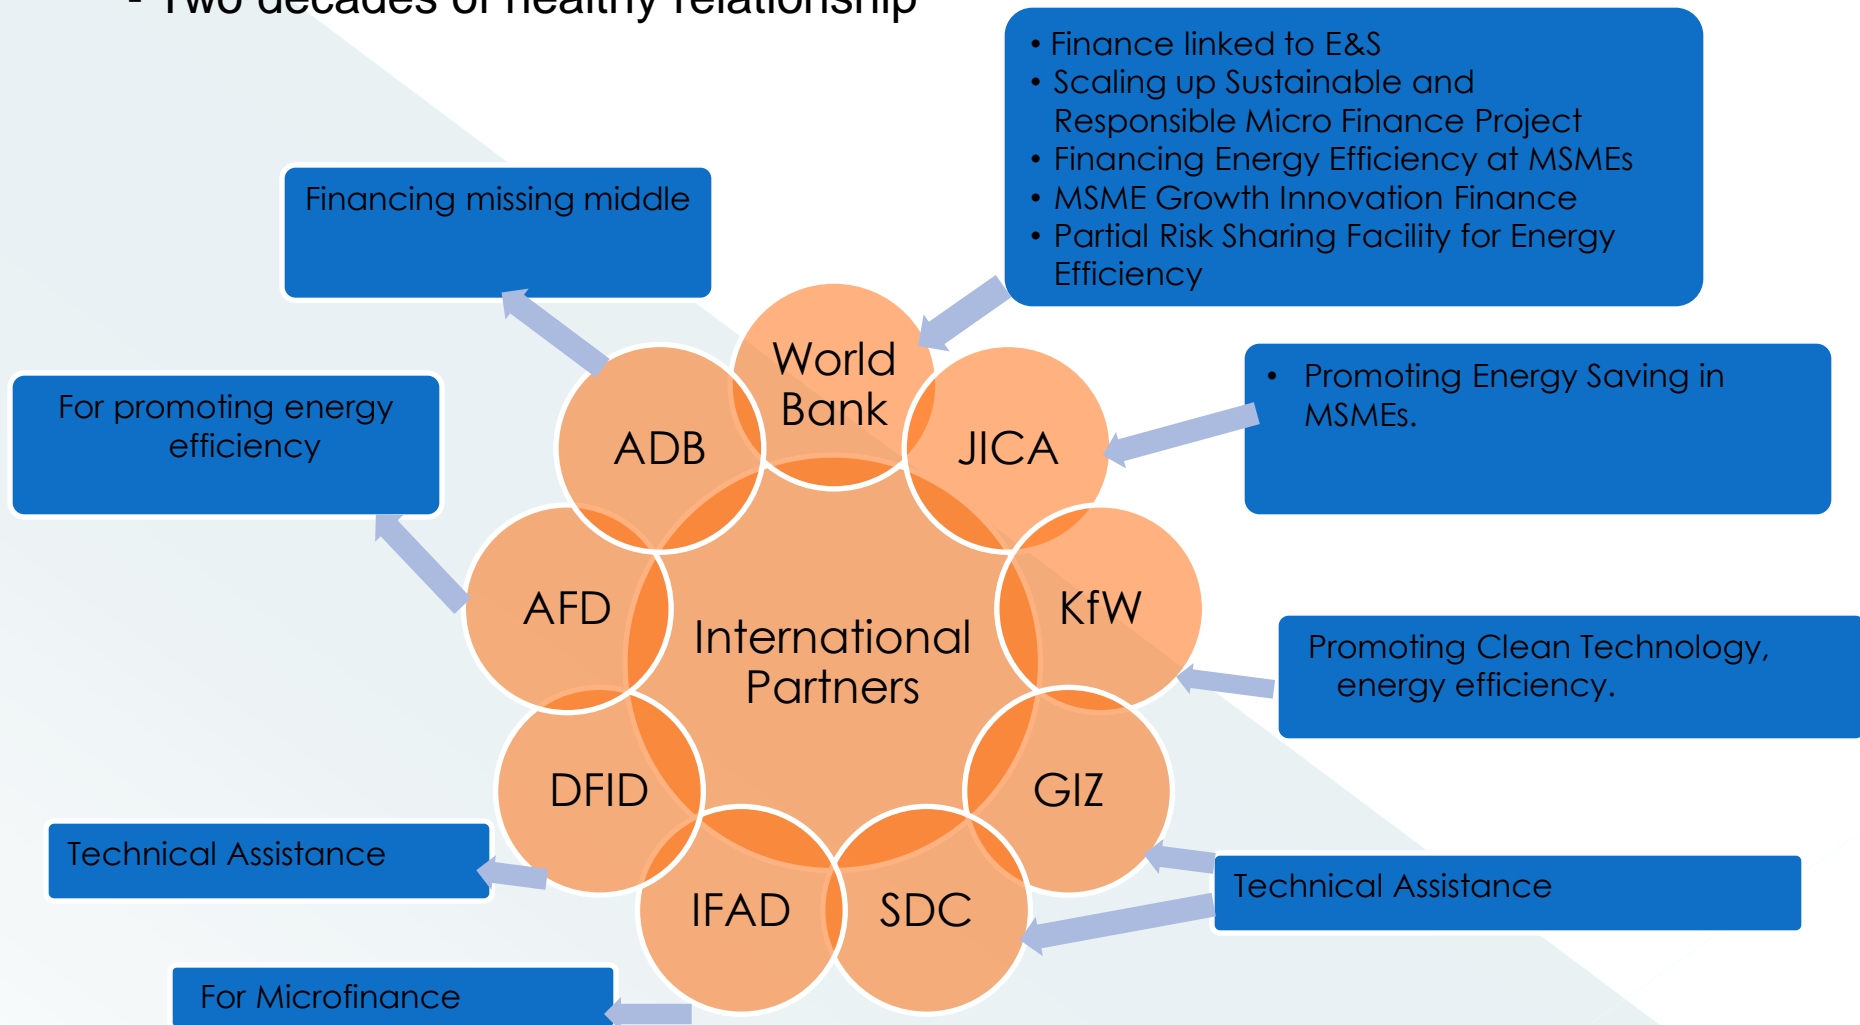 - Two decades of healthy relationship
• Finance linked to E&S
• Scaling up Sustainable and
Responsible Micro Finance Project
• Financing Energy Efficiency at MSMEs
• MSME Growth Innovation Finance
• Partial Risk Sharing Facility for Energy
Efficiency
Financing missing middle
World
Bank
• Promoting Energy Saving in
MSMEs.
For promoting energy
efficiency
ADB
JICA
AFD
KfW
International
Partners
Promoting Clean Technology,
energy efficiency.
DFID
GIZ
Technical Assistance
Technical Assistance
IFAD
SDC
For Microfinance